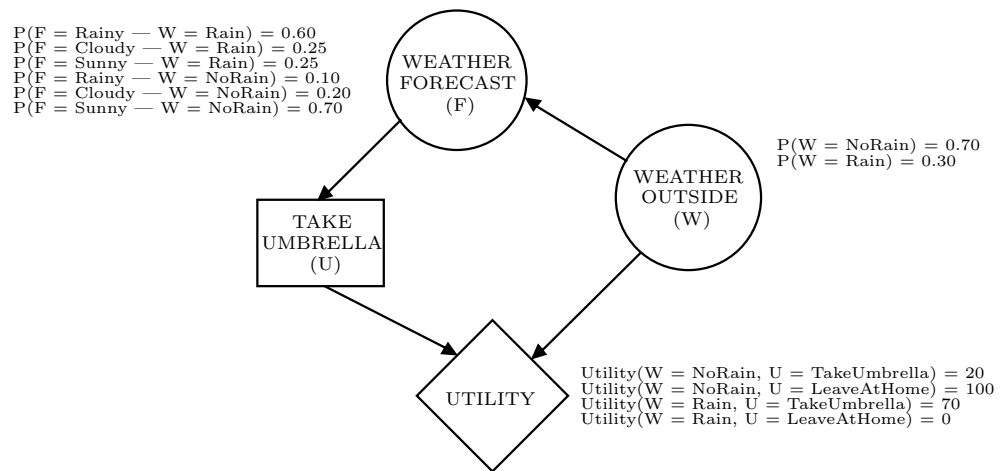 P(F = Rainy — W = Rain) = 0.60
P(F = Cloudy — W = Rain) = 0.25
P(F = Sunny — W = Rain) = 0.25
P(F = Rainy — W = NoRain) = 0.10
P(F = Cloudy — W = NoRain) = 0.20
P(F = Sunny — W = NoRain) = 0.70
WEATHER
FORECAST
(F)
P(W = NoRain) = 0.70
P(W = Rain) = 0.30
WEATHER
OUTSIDE
(W)
TAKE
UMBRELLA
(U)
UTILITY
Utility(W = NoRain, U = TakeUmbrella) = 20
Utility(W = NoRain, U = LeaveAtHome) = 100
Utility(W = Rain, U = TakeUmbrella) = 70
Utility(W = Rain, U = LeaveAtHome) = 0